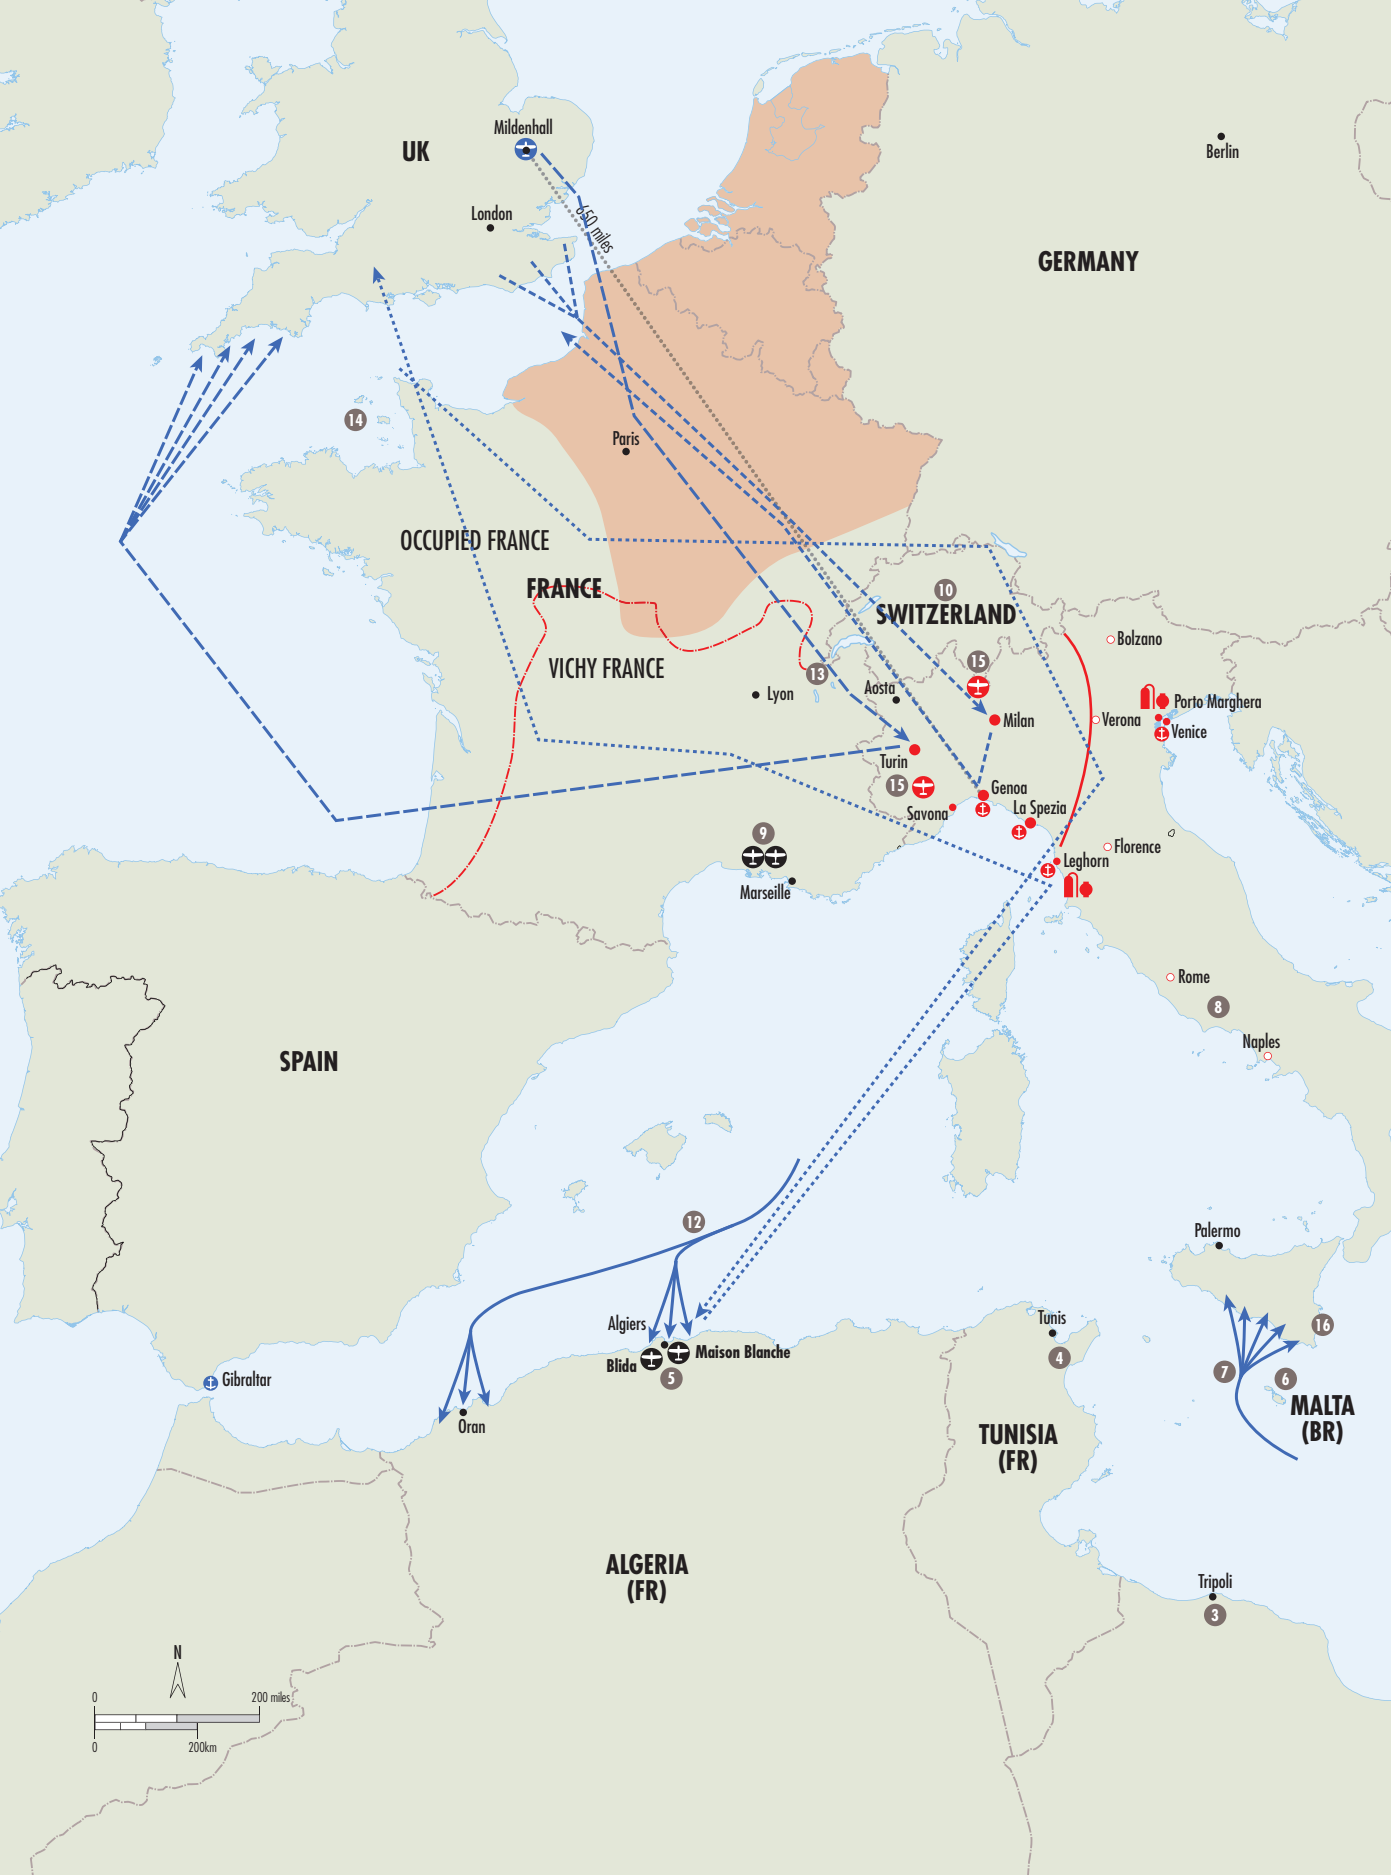 Mildenhall
UK
Berlin
London
650 miles
GERMANY
14
Paris
OCCUPIED FRANCE
FRANCE
10
SWITZERLAND
Bolzano
VICHY FRANCE
15
13
Aosta
Lyon
Porto Marghera
Milan
Verona
Venice
Turin
15
Genoa
La Spezia
Savona
9
Florence
Leghorn
Marseille
Rome
8
Naples
SPAIN
12
Palermo
Algiers
Tunis
16
Maison Blanche
Blida
4
5
7
6
Gibraltar
MALTA
(BR)
Oran
TUNISIA
(FR)
ALGERIA
(FR)
Tripoli
3
N
0
200 miles
0
200km